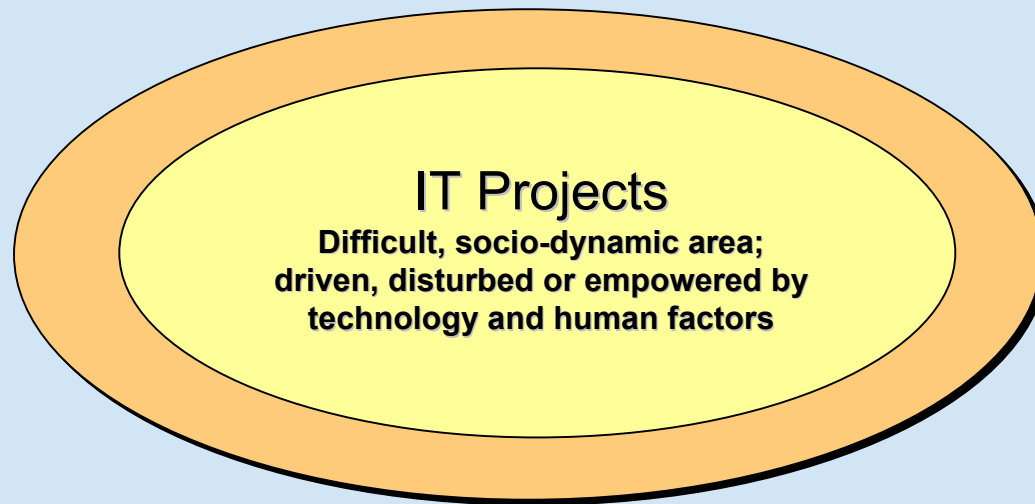 IT Projects
Difficult, socio-dynamic area;
driven, disturbed or empowered by
technology and human factors